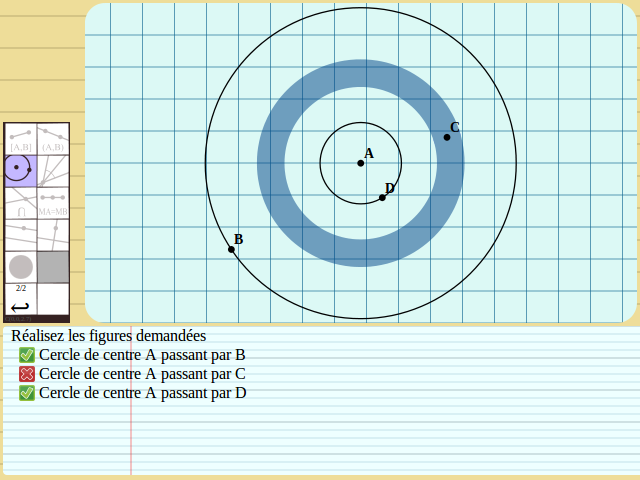 [A,B] (A,B)
MA=MB
2/2
A
B
C
D
Réalisez les figures demandées
Cercle de centre A passant par B
Cercle de centre A passant par C
Cercle de centre A passant par D